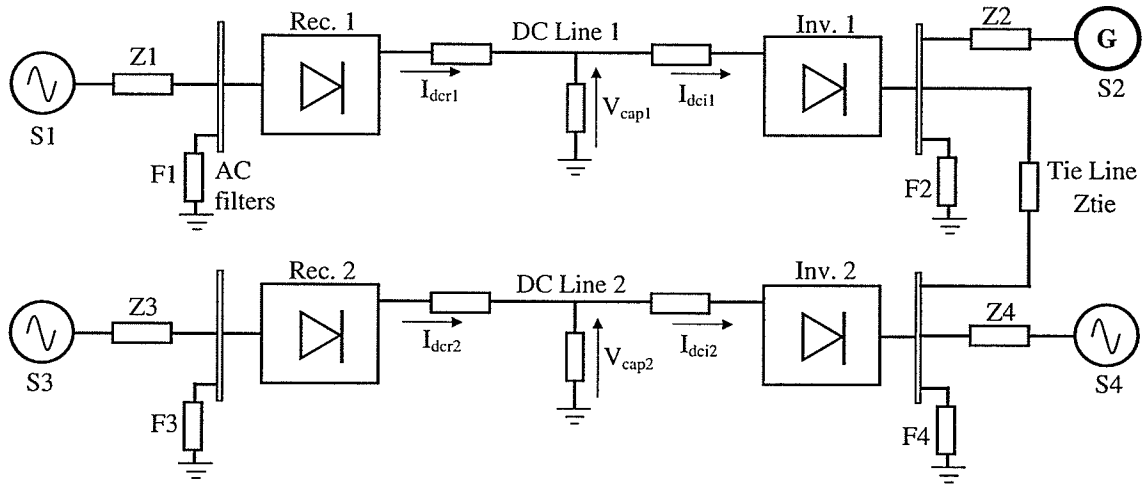 Rec. 1
DC Line 1
Inv. 1
Z2
G
S2
Z1
S1
I_dcr1
V_cap1
I_dci1
F1
AC
filters
F2
Tie Line
Ztie
Rec. 2
DC Line 2
Inv. 2
Z3
S3
I_dcr2
V_cap2
I_dci2
Z4
S4
F3
F4